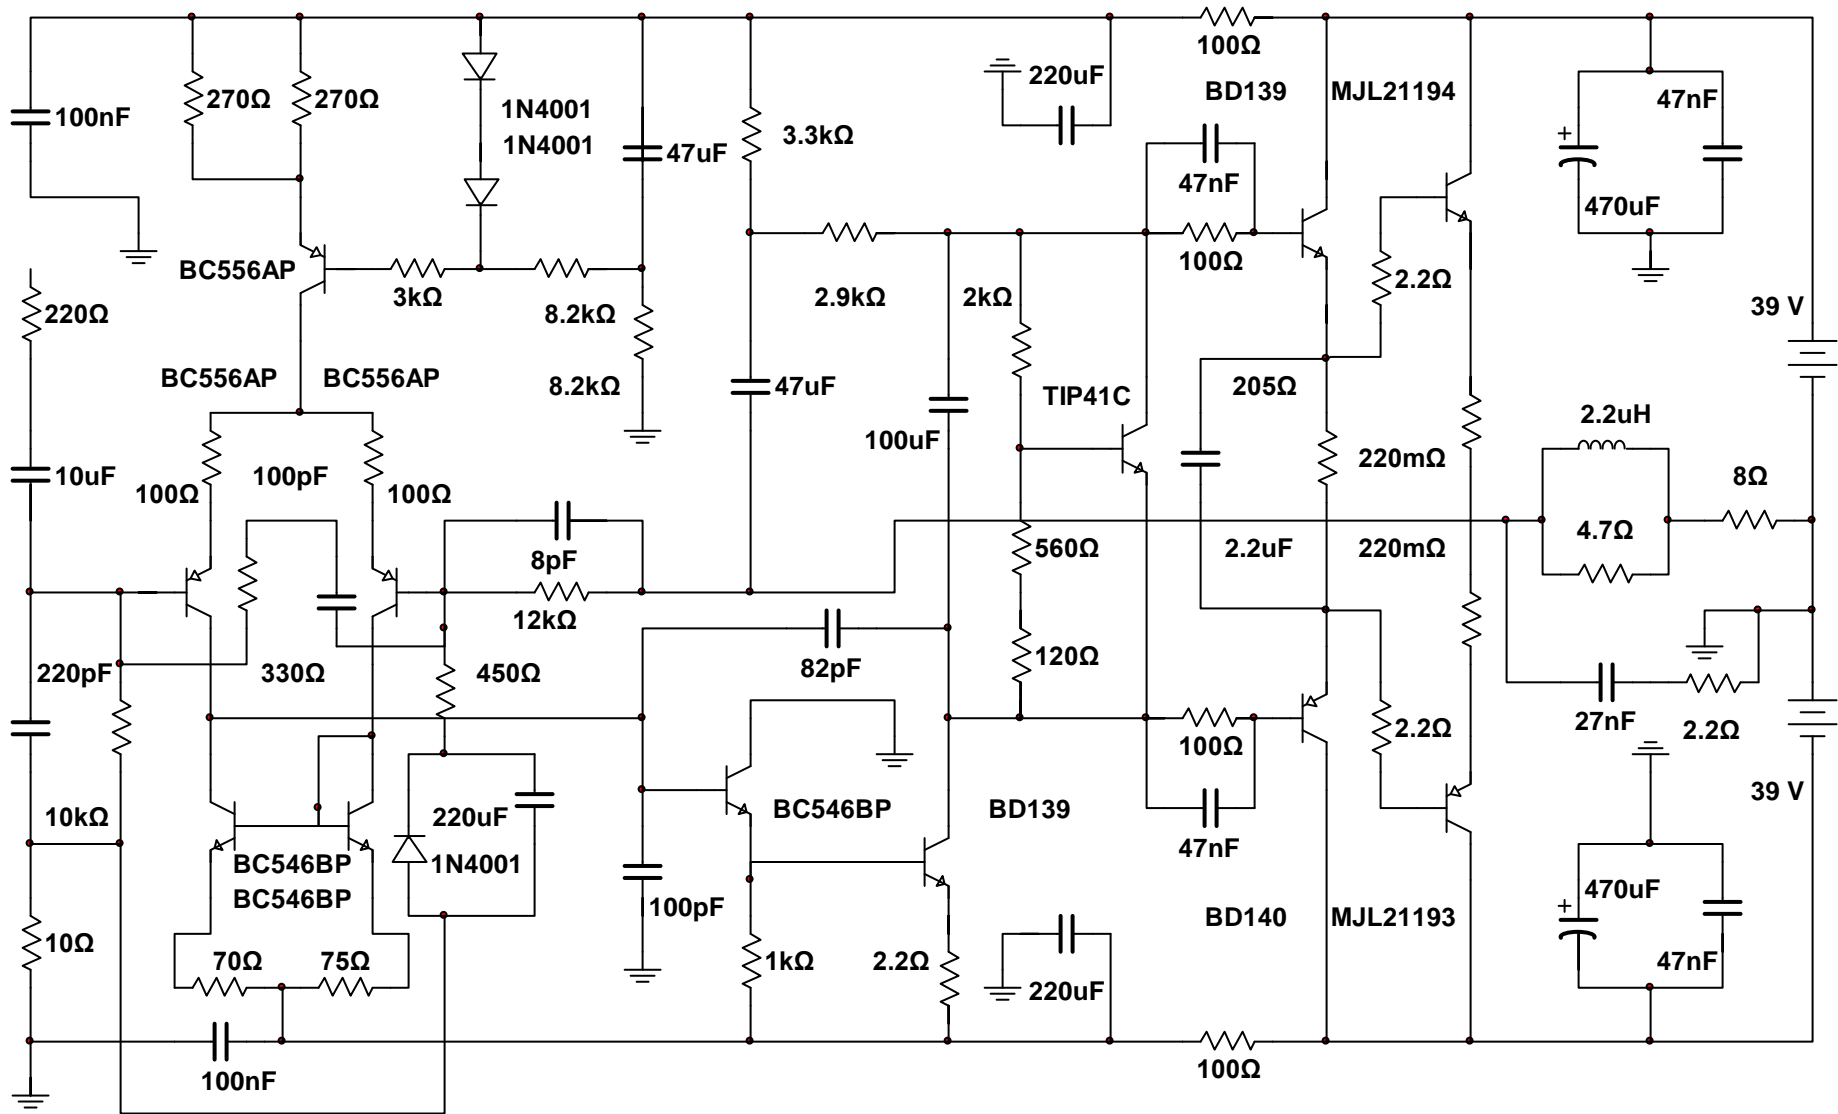 100Ω
220uF
BD139
MJL21194
47nF
270Ω
270Ω
1N4001
1N4001
100nF
47uF
3.3kΩ
47nF
+
470uF
BC556AP
100Ω
3kΩ
2.9kΩ
2kΩ
2.2Ω
220Ω
8.2kΩ
39 V
BC556AP
BC556AP
8.2kΩ
47uF
205Ω
TIP41C
2.2uH
100uF
10uF
100pF
100Ω
100Ω
220mΩ
8Ω
4.7Ω
8pF
560Ω
2.2uF
220mΩ
12kΩ
220pF
330Ω
450Ω
82pF
120Ω
27nF
2.2Ω
100Ω
2.2Ω
39 V
10kΩ
220uF
BC546BP
BD139
47nF
BC546BP
1N4001
BC546BP
470uF
+
100pF
BD140
MJL21193
10Ω
70Ω
75Ω
1kΩ
2.2Ω
47nF
220uF
100nF
100Ω